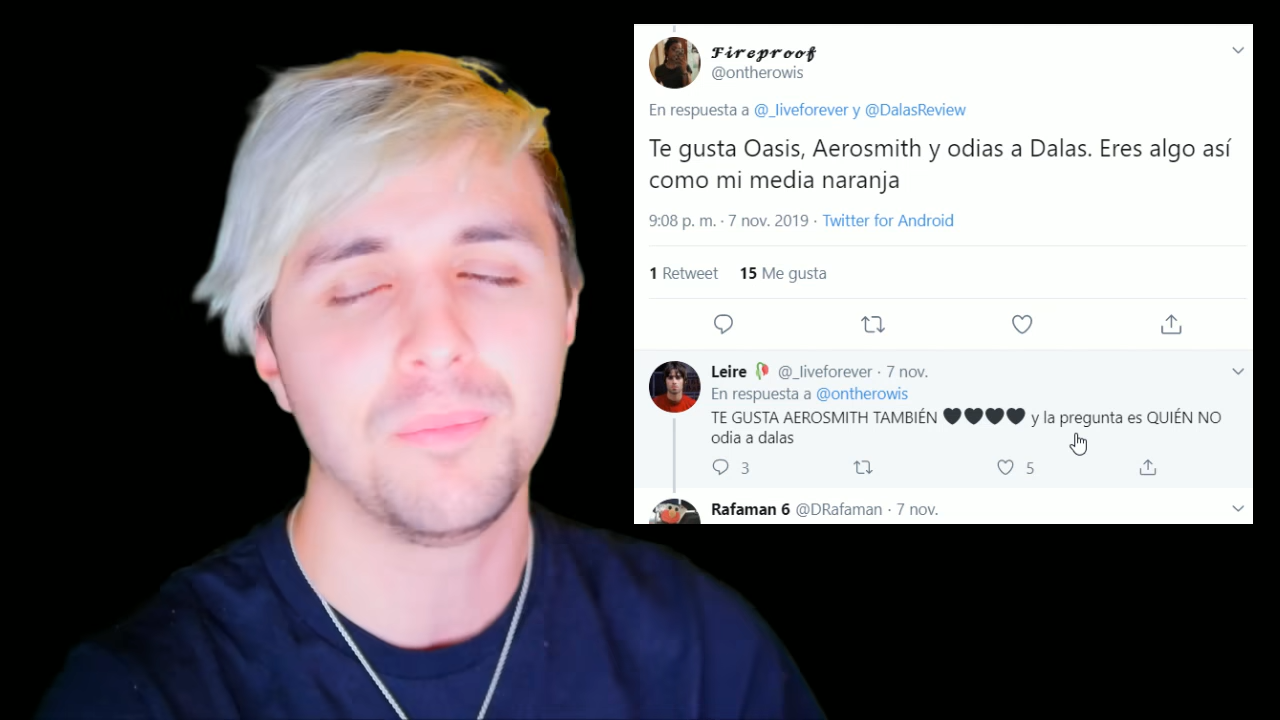 𝓕𝓲𝓻𝓮𝓹𝓻𝓸𝓸𝓯
@ontherowis
En respuesta a @_liveforever y @DalasReview
Te gusta Oasis, Aerosmith y odias a Dalas. Eres algo así
como mi media naranja
9:08 p. m. · 7 nov. 2019 · Twitter for Android
1 Retweet 15 Me gusta
Leire 🥀 @_liveforever · 7 nov.
En respuesta a @ontherowis
TE GUSTA AEROSMITH TAMBIÉN 🖤🖤🖤🖤 y la pregunta es QUIÉN NO
odia a dalas
3 5
Rafaman 6 @DRafaman · 7 nov.